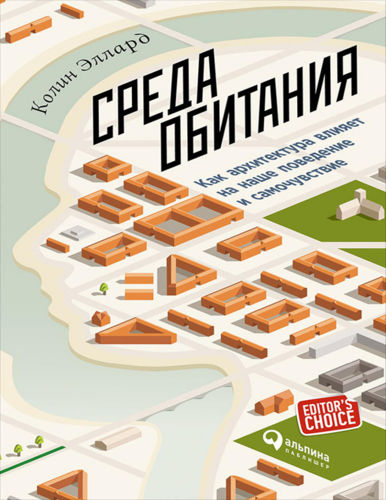 Колин Эллард
СРЕДА
ОБИТАНИЯ
Как архитектура влияет
на наше поведение
и самочувствие
EDITOR'S
CHOICE
АЛЬПИНА
ПАБЛИШЕР